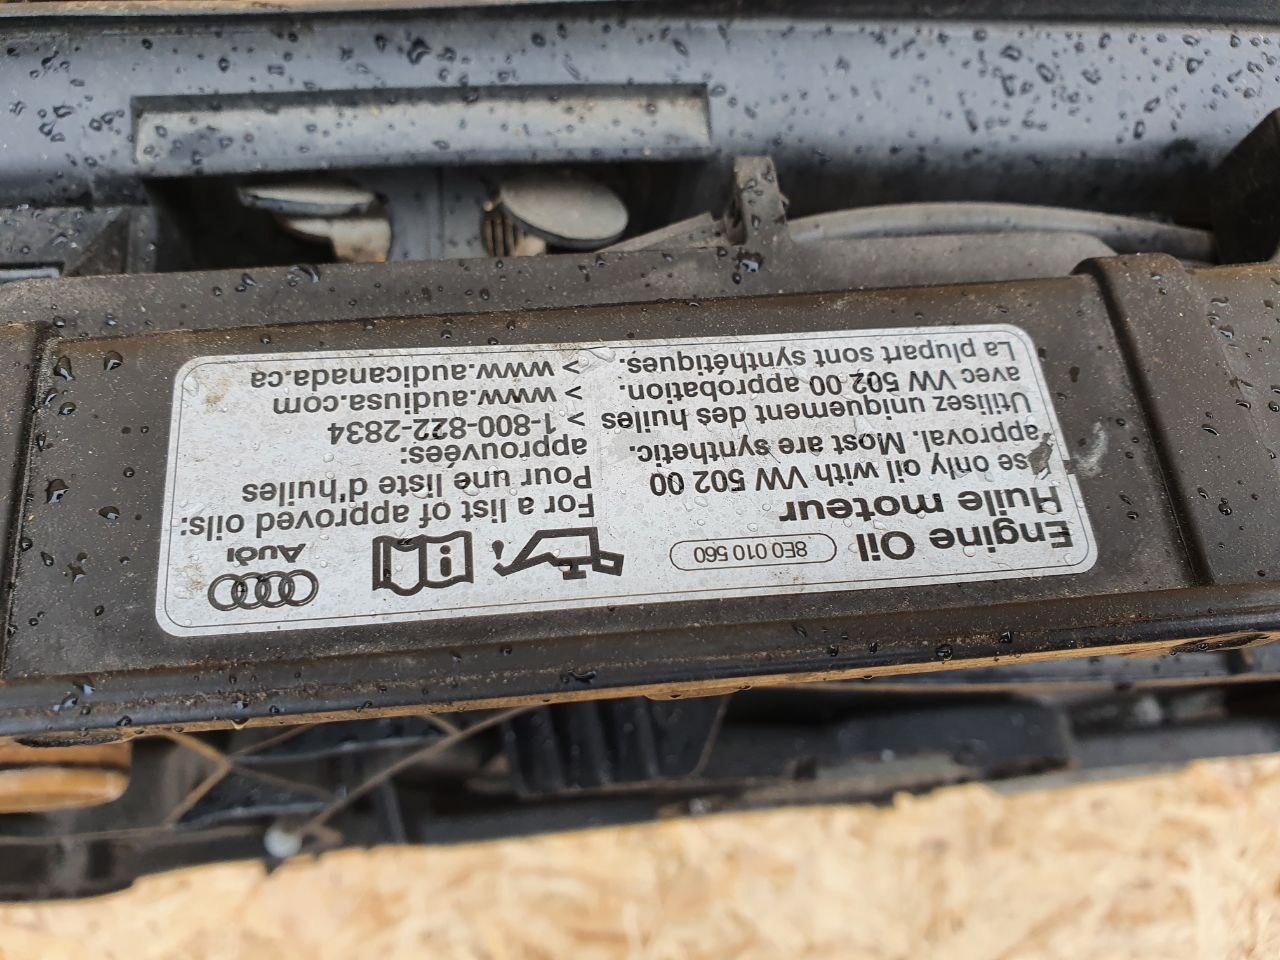 Engine Oil
Huile moteur
8E0 010 560
Use only oil with VW 502 00
approval. Most are synthetic.
Utilisez uniquement des huiles
avec VW 502 00 approbation.
La plupart sont synthétiques.
Audi
For a list of approved oils:
Pour une liste d'huiles
approuvées:
> 1-800-822-2834
> www.audiusa.com
> www.audicanada.ca